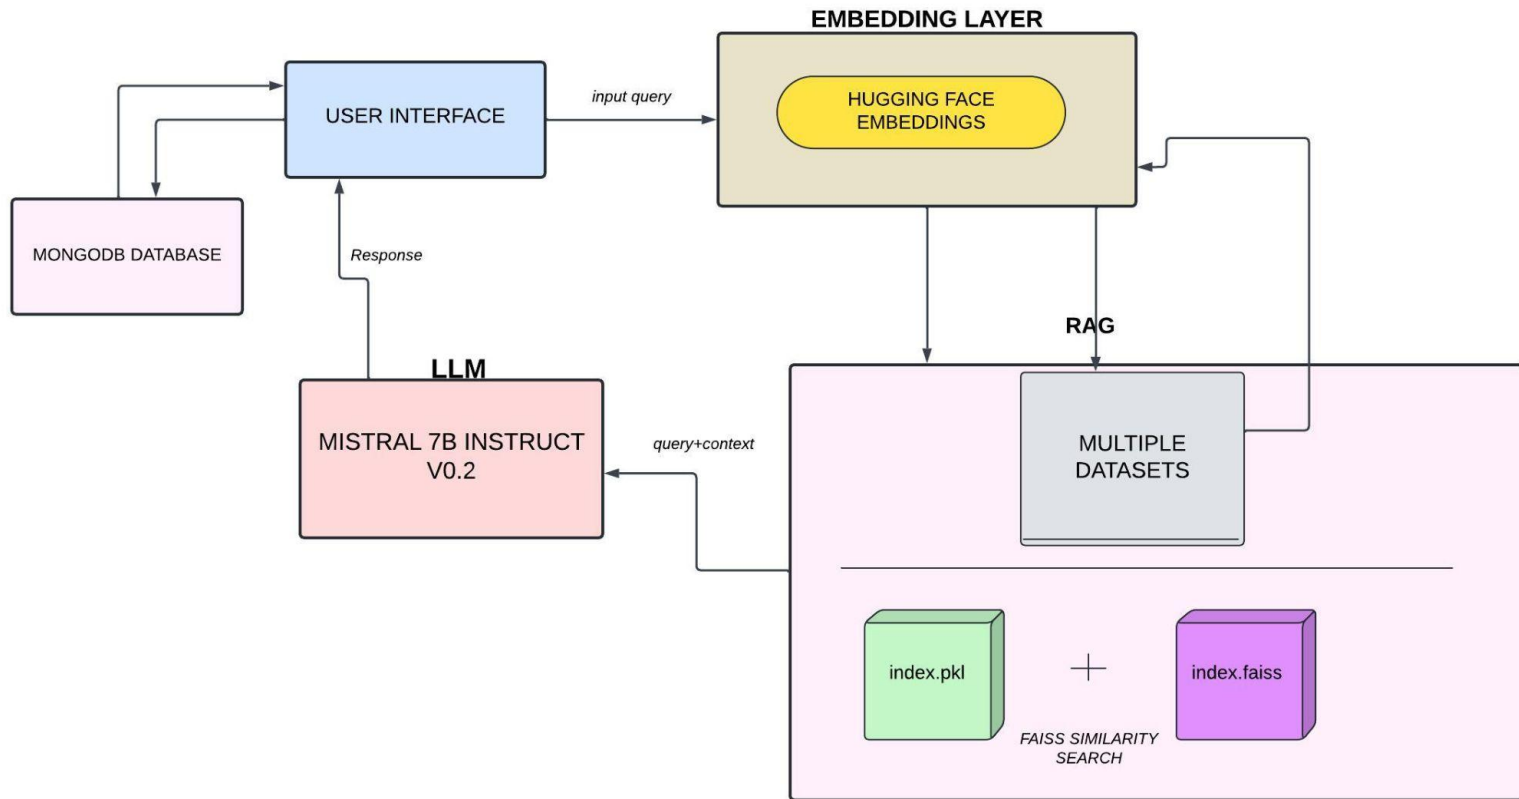 EMBEDDING LAYER
HUGGING FACE
EMBEDDINGS
USER INTERFACE
input query
MONGODB DATABASE
Response
RAG
LLM
MISTRAL 7B INSTRUCT
V0.2
query+context
MULTIPLE
DATASETS
index.pkl
index.faiss
FAISS SIMILARITY
SEARCH